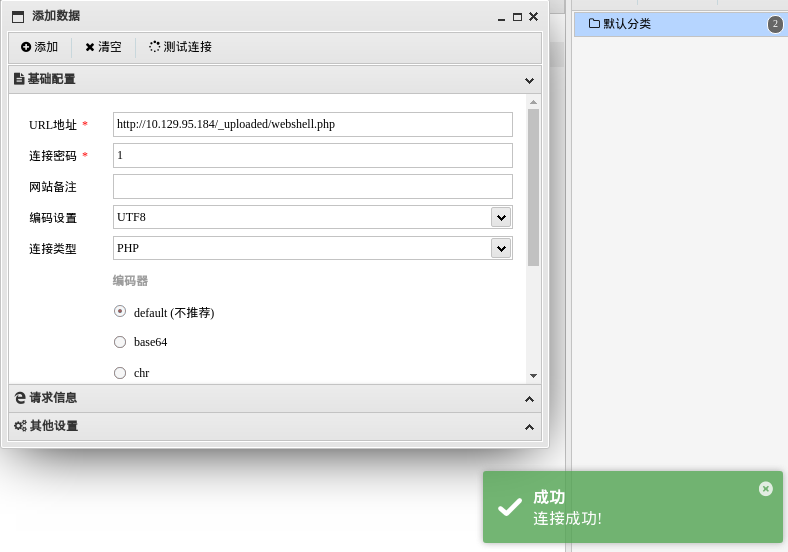 添加数据
添加 清空 测试连接
基础配置
URL地址 * http://10.129.95.184/_uploaded/webshell.php
连接密码 * 1
网站备注
编码设置 UTF8
连接类型 PHP
编码器
default (不推荐)
base64
chr
请求信息
其他设置
默认分类 2
成功
连接成功!